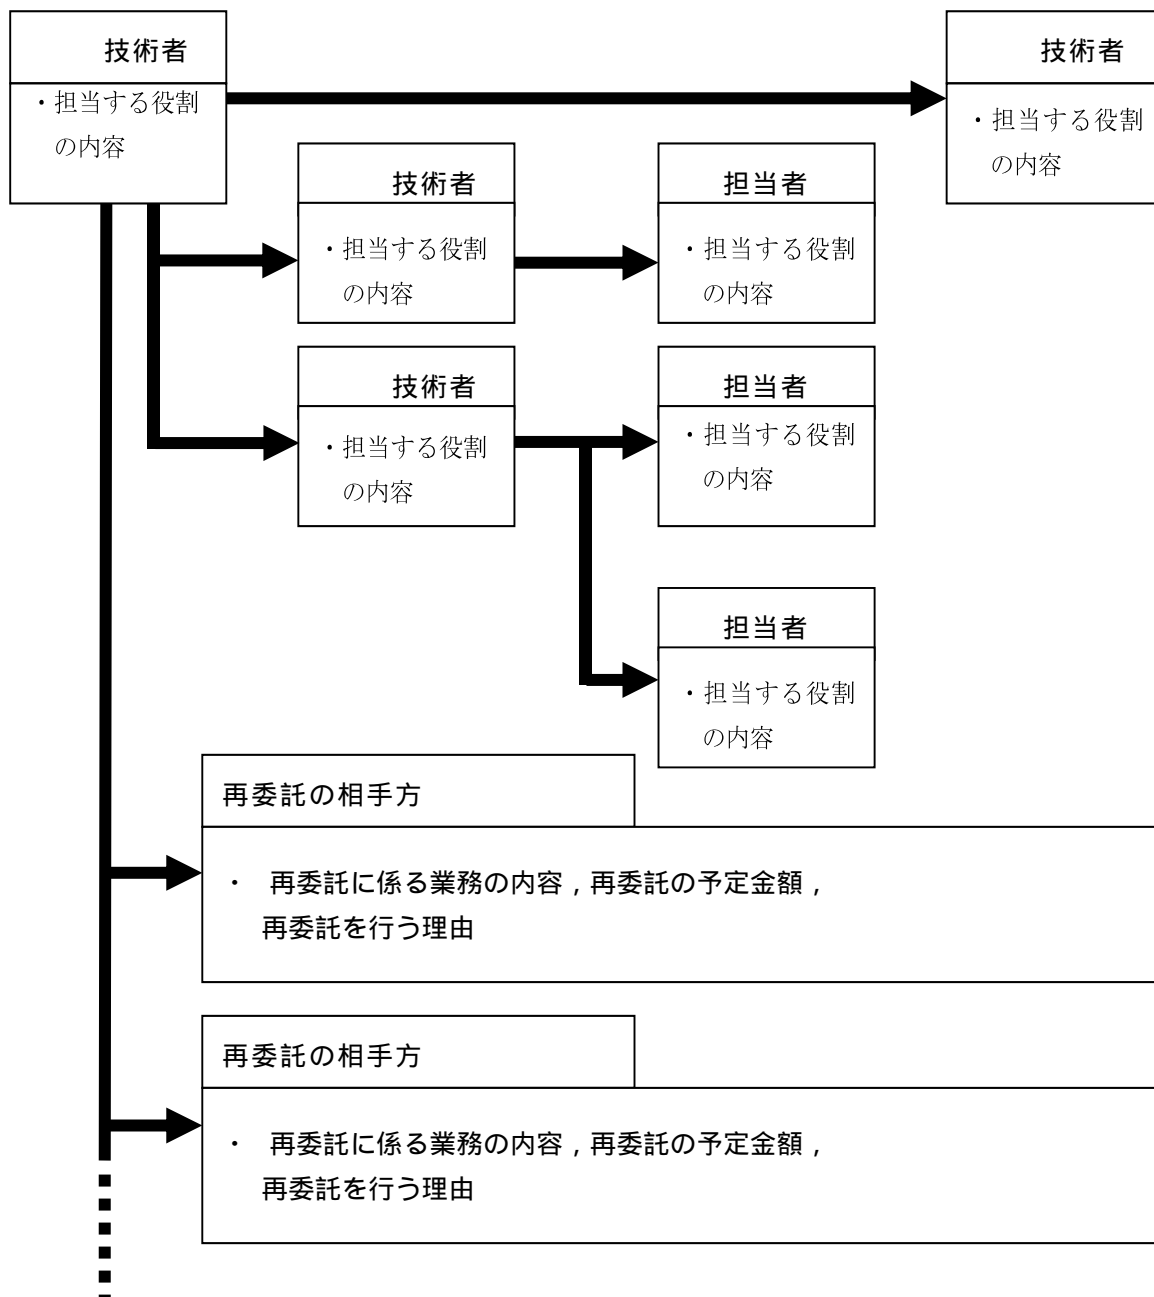 技術者
・担当する役割
の内容
技術者
・担当する役割
の内容
技術者
・担当する役割
の内容
担当者
・担当する役割
の内容
技術者
・担当する役割
の内容
担当者
・担当する役割
の内容
担当者
・担当する役割
の内容
再委託の相手方
・ 再委託に係る業務の内容，再委託の予定金額，
再委託を行う理由
再委託の相手方
・ 再委託に係る業務の内容，再委託の予定金額，
再委託を行う理由